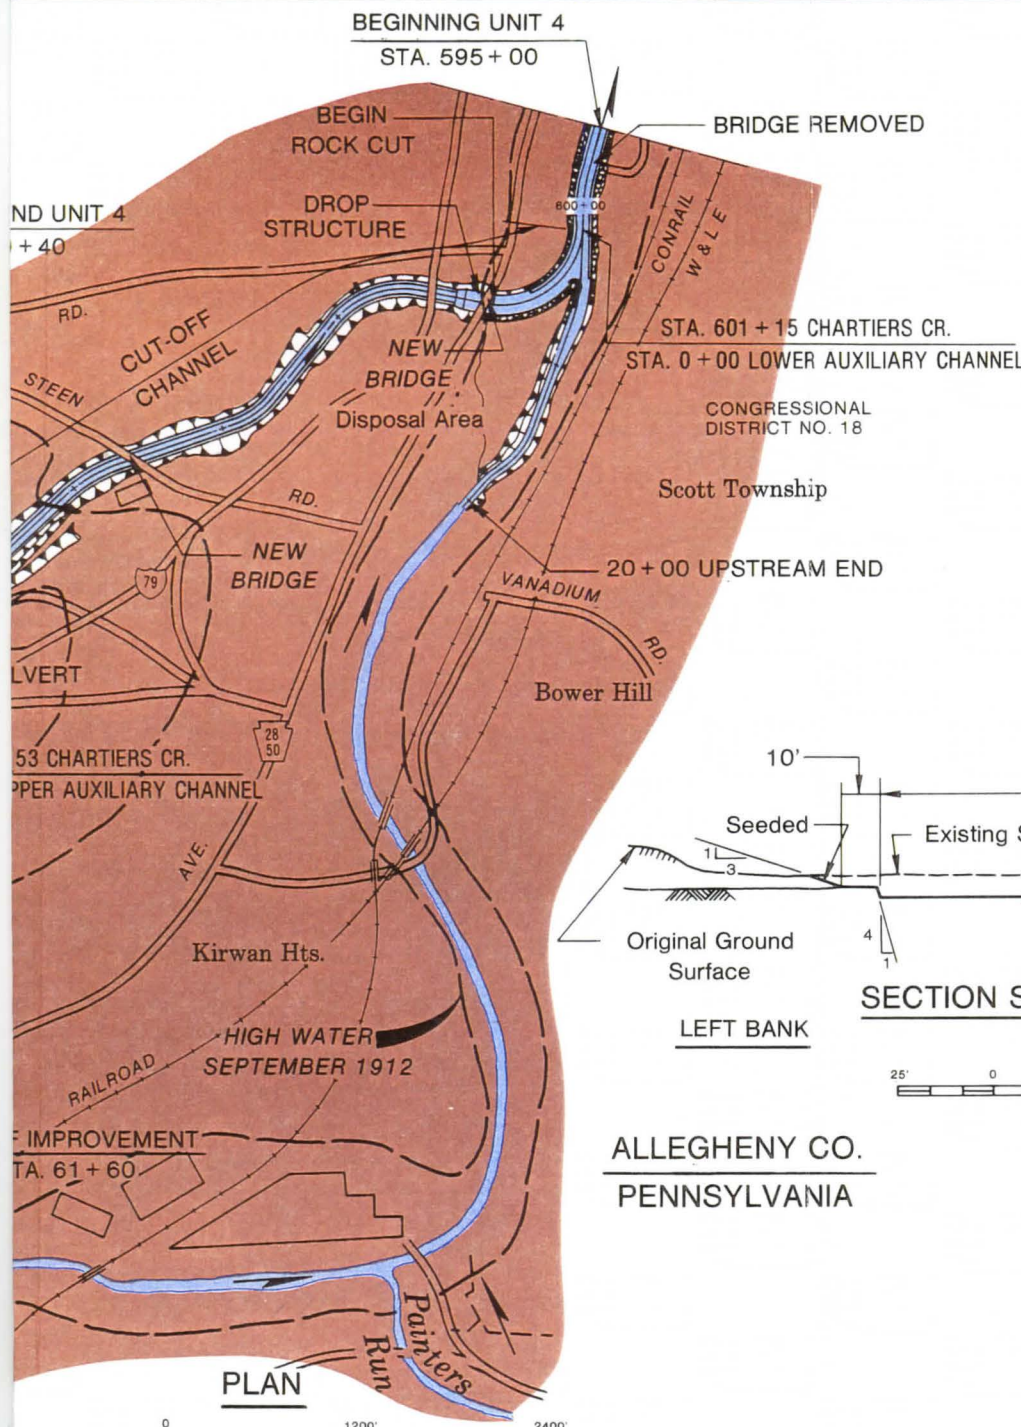 BEGINNING UNIT 4
STA. 595+00
BEGIN
ROCK CUT
BRIDGE REMOVED
ND UNIT 4
+ 40
DROP
STRUCTURE
600+00
CONRAIL
W & LE
RD.
CUT-OFF
CHANNEL
STA. 601 + 15 CHARTIERS CR.
STA. 0 + 00 LOWER AUXILIARY CHANNEL
NEW
BRIDGE
STEEN
Disposal Area
CONGRESSIONAL
DISTRICT NO. 18
Scott Township
RD.
NEW
BRIDGE
79
20 + 00 UPSTREAM END
VANADIUM
RD.
LVERT
Bower Hill
28
50
53 CHARTIERS CR.
PPER AUXILIARY CHANNEL
10'
AVE.
Seeded
Existing S
1
3
4
1
Original Ground
Surface
Kirwan Hts.
SECTION S
LEFT BANK
HIGH WATER
SEPTEMBER 1912
RAILROAD
25'
0
F IMPROVEMENT
TA. 61 + 60
ALLEGHENY CO.
PENNSYLVANIA
Painters
Run
PLAN
0
1200'
2400'